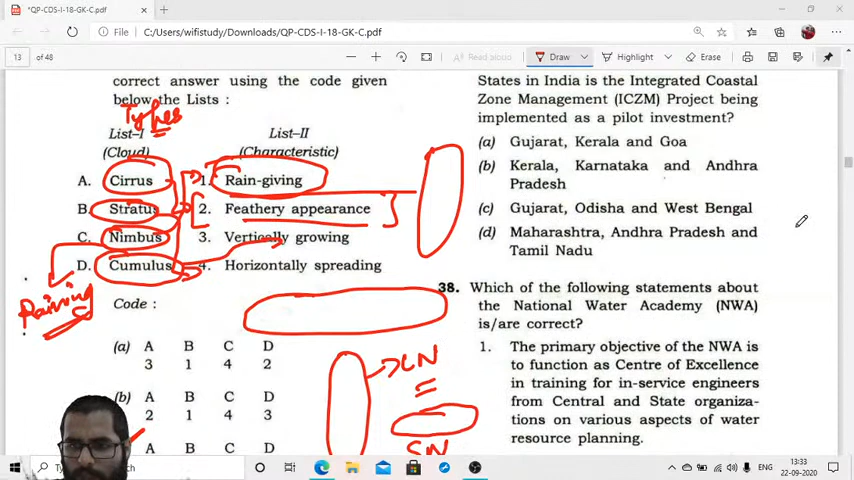 *QP-CDS-I-18-GK-C.pdf
File
C:/Users/wifistudy/Downloads/QP-CDS-I-18-GK-C.pdf
13 of 48
Read aloud
Draw
Highlight
Erase
correct answer using the code given
below the Lists :
Types
List–I
List–II
(Cloud)
(Characteristic)
A. Cirrus
1. Rain-giving
B. Stratus
2. Feathery appearance
C. Nimbus
3. Vertically growing
D. Cumulus
4. Horizontally spreading
Raining
Code :
(a) A B C D
3 1 4 2
(b) A B C D
2 1 4 3
A B C D
CN
=
SN
States in India is the Integrated Coastal
Zone Management (ICZM) Project being
implemented as a pilot investment?
(a) Gujarat, Kerala and Goa
(b) Kerala, Karnataka and Andhra
Pradesh
(c) Gujarat, Odisha and West Bengal
(d) Maharashtra, Andhra Pradesh and
Tamil Nadu
38. Which of the following statements about
the National Water Academy (NWA)
is/are correct?
1. The primary objective of the NWA is
to function as Centre of Excellence
in training for in-service engineers
from Central and State organiza-
tions on various aspects of water
resource planning.
ENG
13:33
22-09-2020